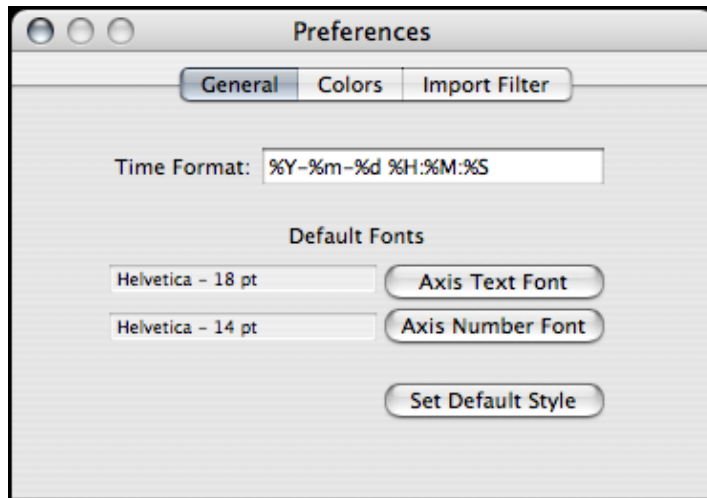 Preferences
General Colors Import Filter
Time Format: %Y-%m-%d %H:%M:%S
Default Fonts
Helvetica - 18 pt Axis Text Font
Helvetica - 14 pt Axis Number Font
Set Default Style